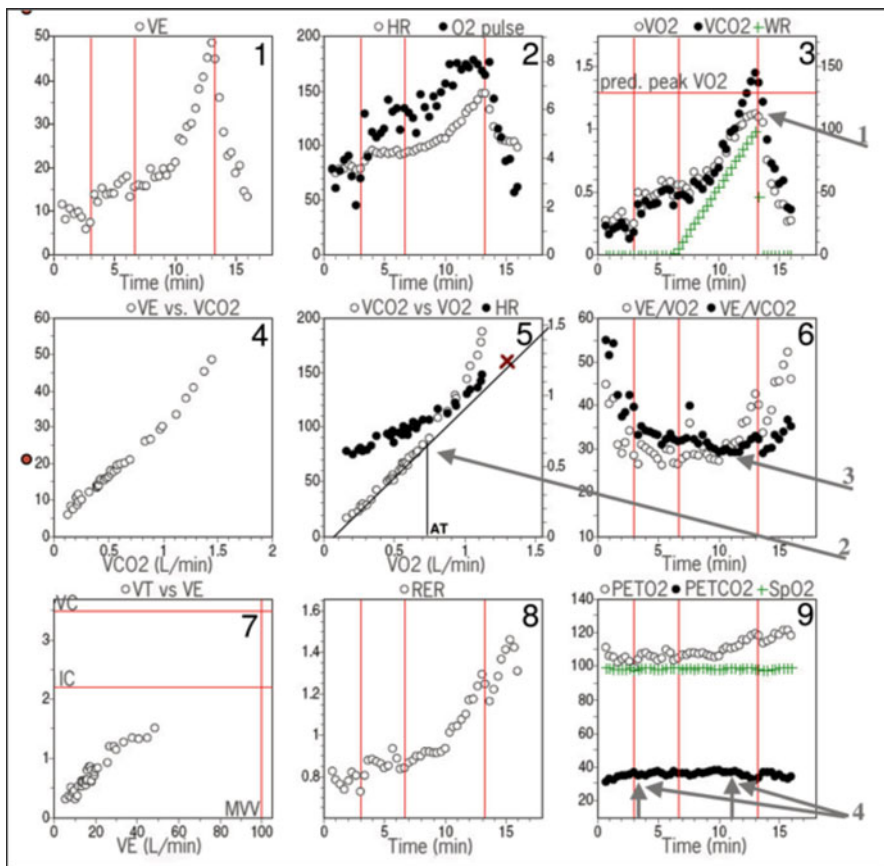 VE
1
50
40
30
20
10
0
0 5 10 15
Time (min)
HR O2 pulse
2
200
150
100
50
0
8
6
4
2
0
0 5 10 15
Time (min)
VO2 VCO2 WR
3
1.5
1
0.5
0
pred. peak VO2
150
100
50
0
1
0 5 10 15
Time (min)
VE vs. VCO2
4
60
50
40
30
20
10
0
0 0.5 1 1.5 2
VCO2 (L/min)
VCO2 vs VO2 HR
5
200
150
100
50
0
1.5
1
0.5
0
AT
0 0.5 1 1.5
VO2 (L/min)
VE/VO2 VE/VCO2
6
60
50
40
30
20
10
3
2
0 5 10 15
Time (min)
VT vs VE
7
VC
3
IC
2
1
0
MVV
0 20 40 60 80 100
VE (L/min)
RER
8
1.6
1.4
1.2
1
0.8
0 5 10 15
Time (min)
PETO2 PETCO2 SpO2
9
140
120
100
80
60
40
20
4
0 5 10 15
Time (min)